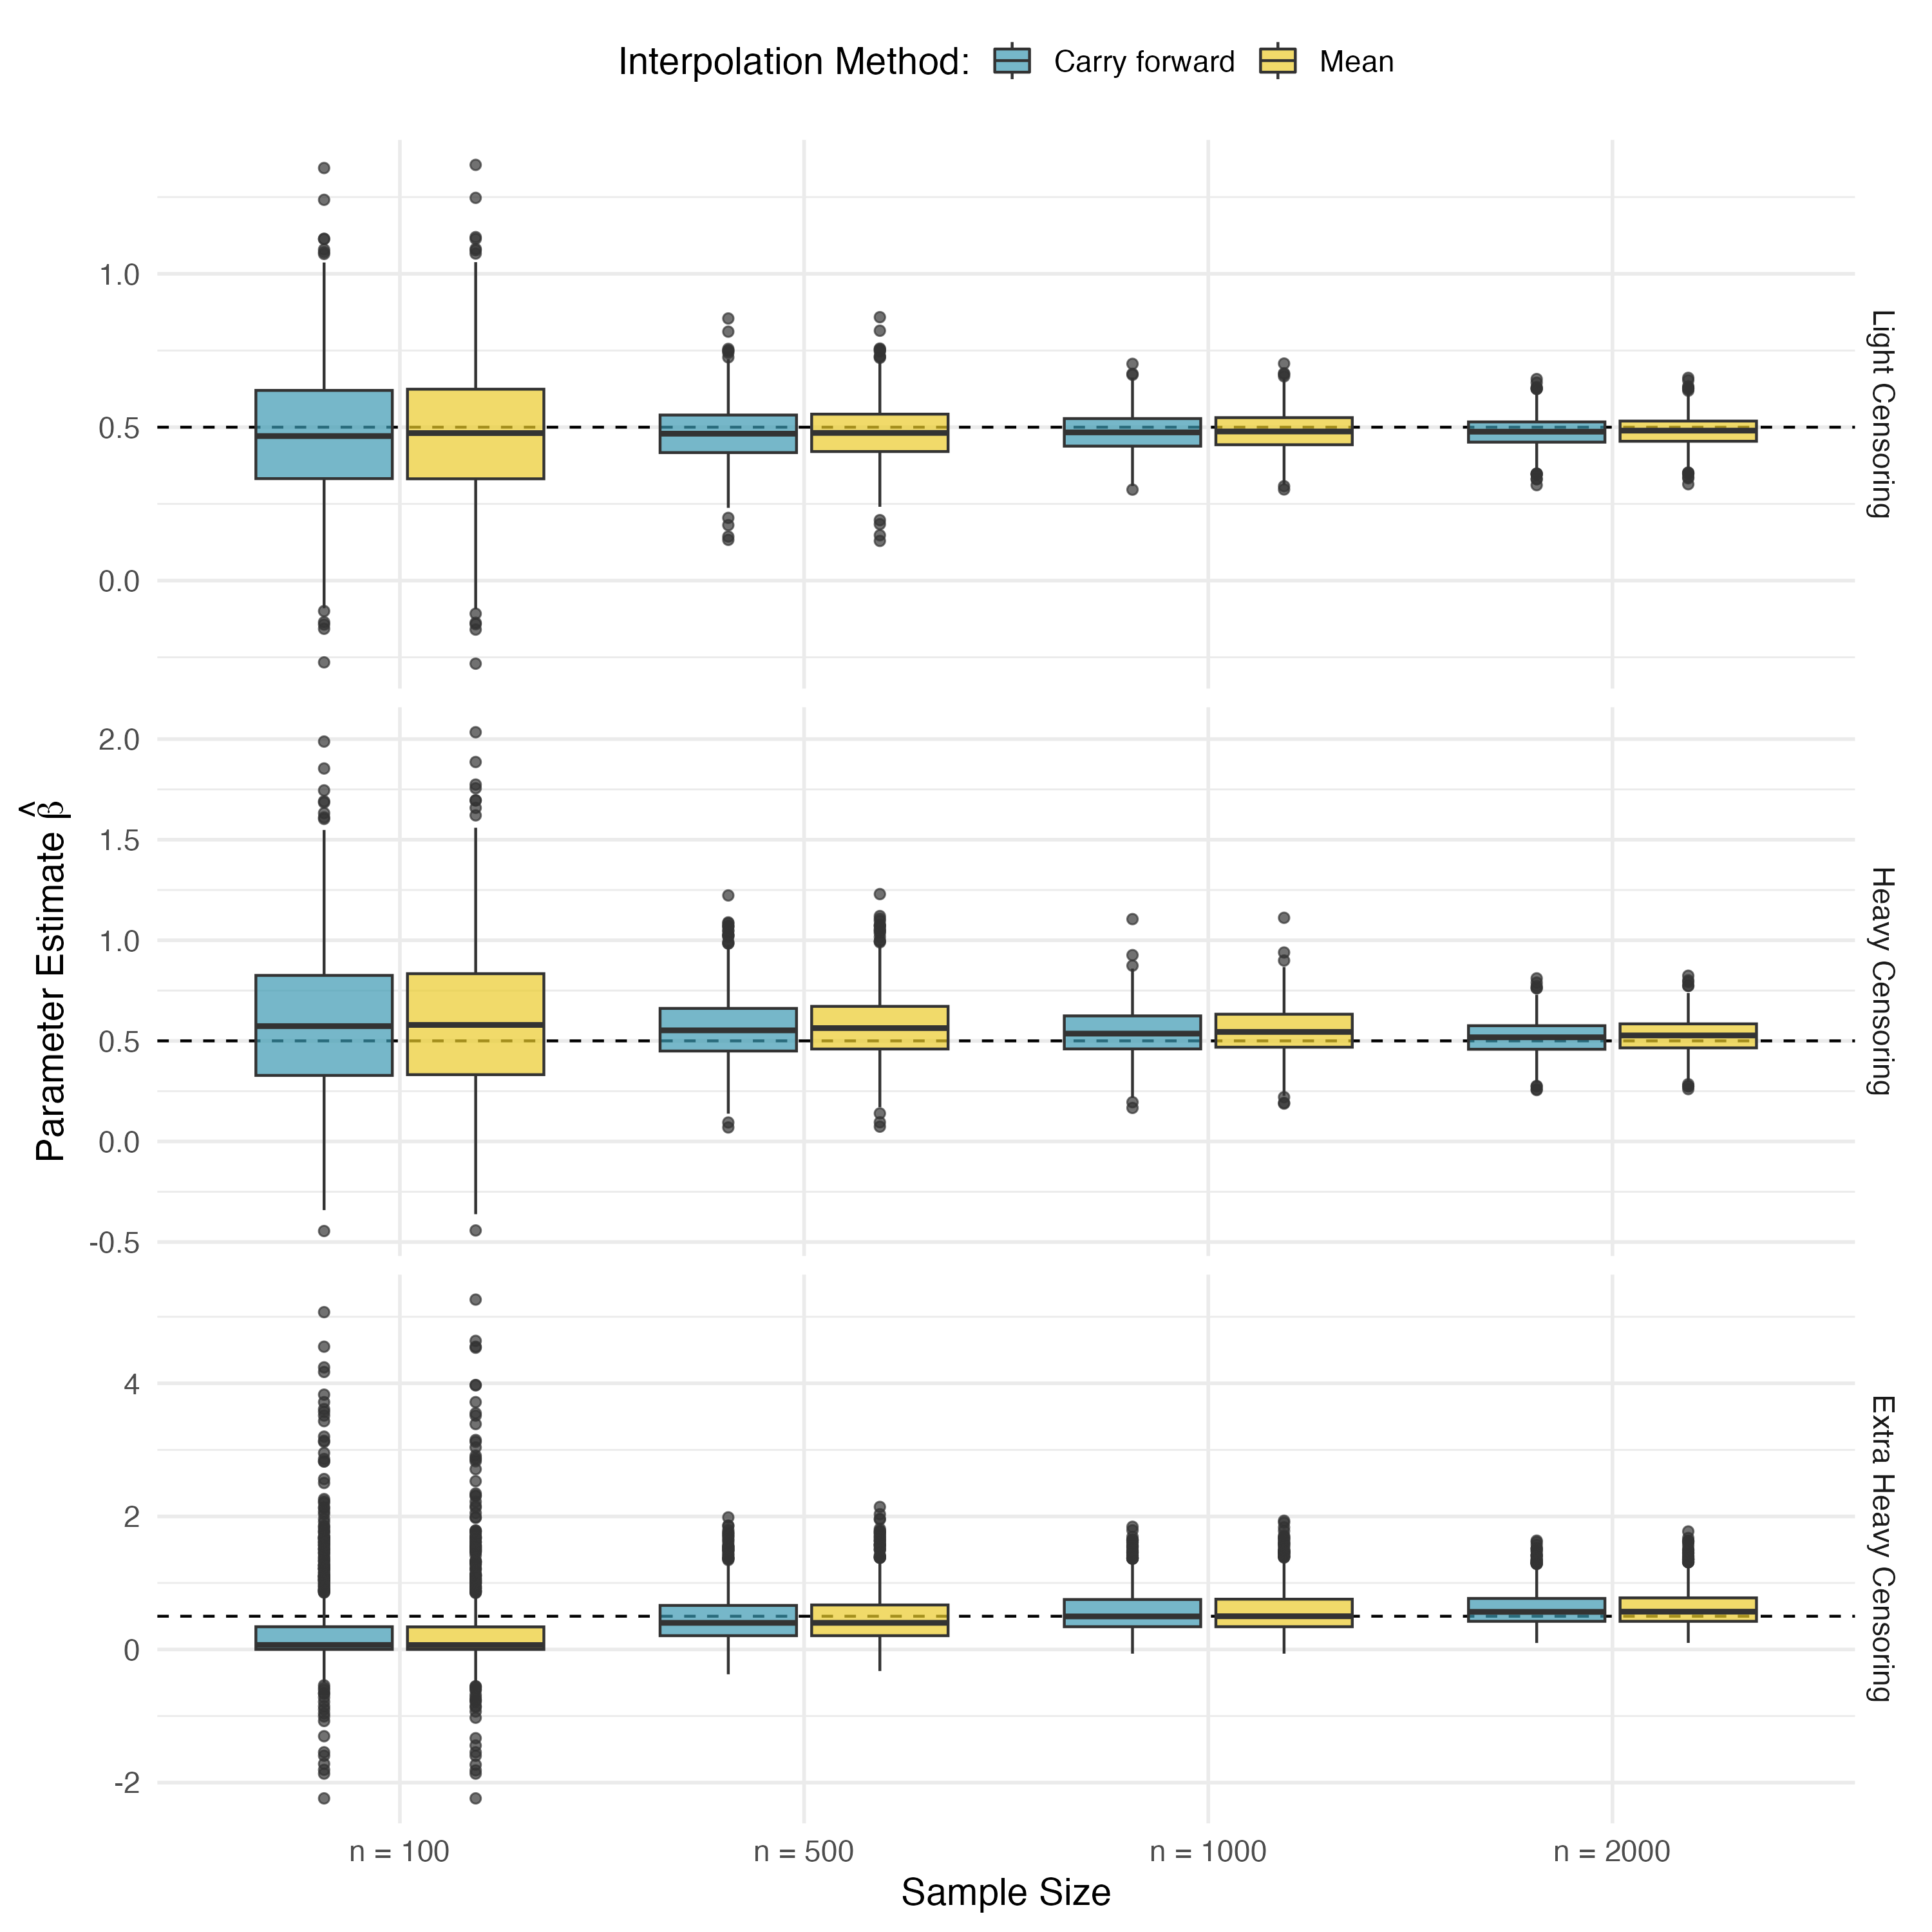 Interpolation Method: Carry forward Mean
1.0
0.5
0.0
Light Censoring
2.0
1.5
1.0
0.5
0.0
-0.5
Heavy Censoring
4
2
0
-2
Extra Heavy Censoring
Parameter Estimate β̂
n = 100 n = 500 n = 1000 n = 2000
Sample Size